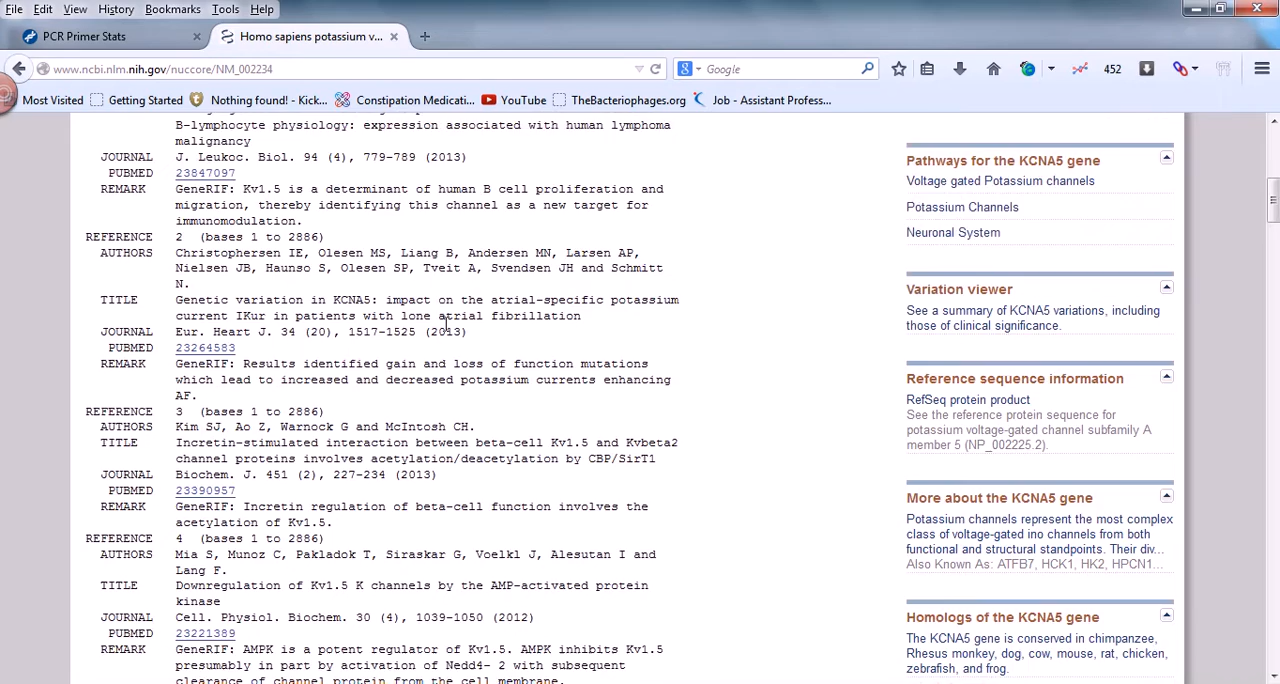 File Edit View History Bookmarks Tools Help
PCR Primer Stats × Homo sapiens potassium v... × +
www.ncbi.nlm.nih.gov/nuccore/NM_002234 Google 452
Most Visited Getting Started Nothing found! - Kick... Constipation Medicati... YouTube TheBacteriophages.org Job - Assistant Profess...
B-lymphocyte physiology: expression associated with human lymphoma
malignancy
JOURNAL J. Leukoc. Biol. 94 (4), 779-789 (2013)
PUBMED 23847097
REMARK GeneRIF: Kv1.5 is a determinant of human B cell proliferation and
migration, thereby identifying this channel as a new target for
immunomodulation.
REFERENCE 2 (bases 1 to 2886)
AUTHORS Christophersen IE, Olesen MS, Liang B, Andersen MN, Larsen AP,
Nielsen JB, Haunso S, Olesen SP, Tveit A, Svendsen JH and Schmitt
N.
TITLE Genetic variation in KCNA5: impact on the atrial-specific potassium
current IKur in patients with lone atrial fibrillation
JOURNAL Eur. Heart J. 34 (20), 1517-1525 (2013)
PUBMED 23264583
REMARK GeneRIF: Results identified gain and loss of function mutations
which lead to increased and decreased potassium currents enhancing
AF.
REFERENCE 3 (bases 1 to 2886)
AUTHORS Kim SJ, Ao Z, Warnock G and McIntosh CH.
TITLE Incretin-stimulated interaction between beta-cell Kv1.5 and Kvbeta2
channel proteins involves acetylation/deacetylation by CBP/SirT1
JOURNAL Biochem. J. 451 (2), 227-234 (2013)
PUBMED 23390957
REMARK GeneRIF: Incretin regulation of beta-cell function involves the
acetylation of Kv1.5.
REFERENCE 4 (bases 1 to 2886)
AUTHORS Mia S, Munoz C, Pakladok T, Siraskar G, Voelkl J, Alesutan I and
Lang F.
TITLE Downregulation of Kv1.5 K channels by the AMP-activated protein
kinase
JOURNAL Cell. Physiol. Biochem. 30 (4), 1039-1050 (2012)
PUBMED 23221389
REMARK GeneRIF: AMPK is a potent regulator of Kv1.5. AMPK inhibits Kv1.5
presumably in part by activation of Nedd4- 2 with subsequent
clearance of channel protein from the cell membrane.
Pathways for the KCNA5 gene
Voltage gated Potassium channels
Potassium Channels
Neuronal System
Variation viewer
See a summary of KCNA5 variations, including
those of clinical significance.
Reference sequence information
RefSeq protein product
See the reference protein sequence for
potassium voltage-gated channel subfamily A
member 5 (NP_002225.2).
More about the KCNA5 gene
Potassium channels represent the most complex
class of voltage-gated ino channels from both
functional and structural standpoints. Their div...
Also Known As: ATFB7, HCK1, HK2, HPCN1...
Homologs of the KCNA5 gene
The KCNA5 gene is conserved in chimpanzee,
Rhesus monkey, dog, cow, mouse, rat, chicken,
zebrafish, and frog.